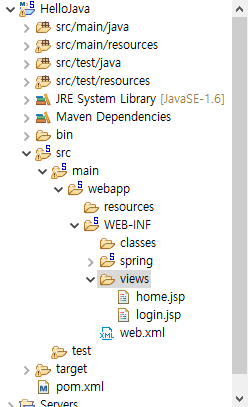 HelloJava
src/main/java
src/main/resources
src/test/java
src/test/resources
JRE System Library [JavaSE-1.6]
Maven Dependencies
bin
src
main
webapp
resources
WEB-INF
classes
spring
views
home.jsp
login.jsp
web.xml
test
target
pom.xml
Servers